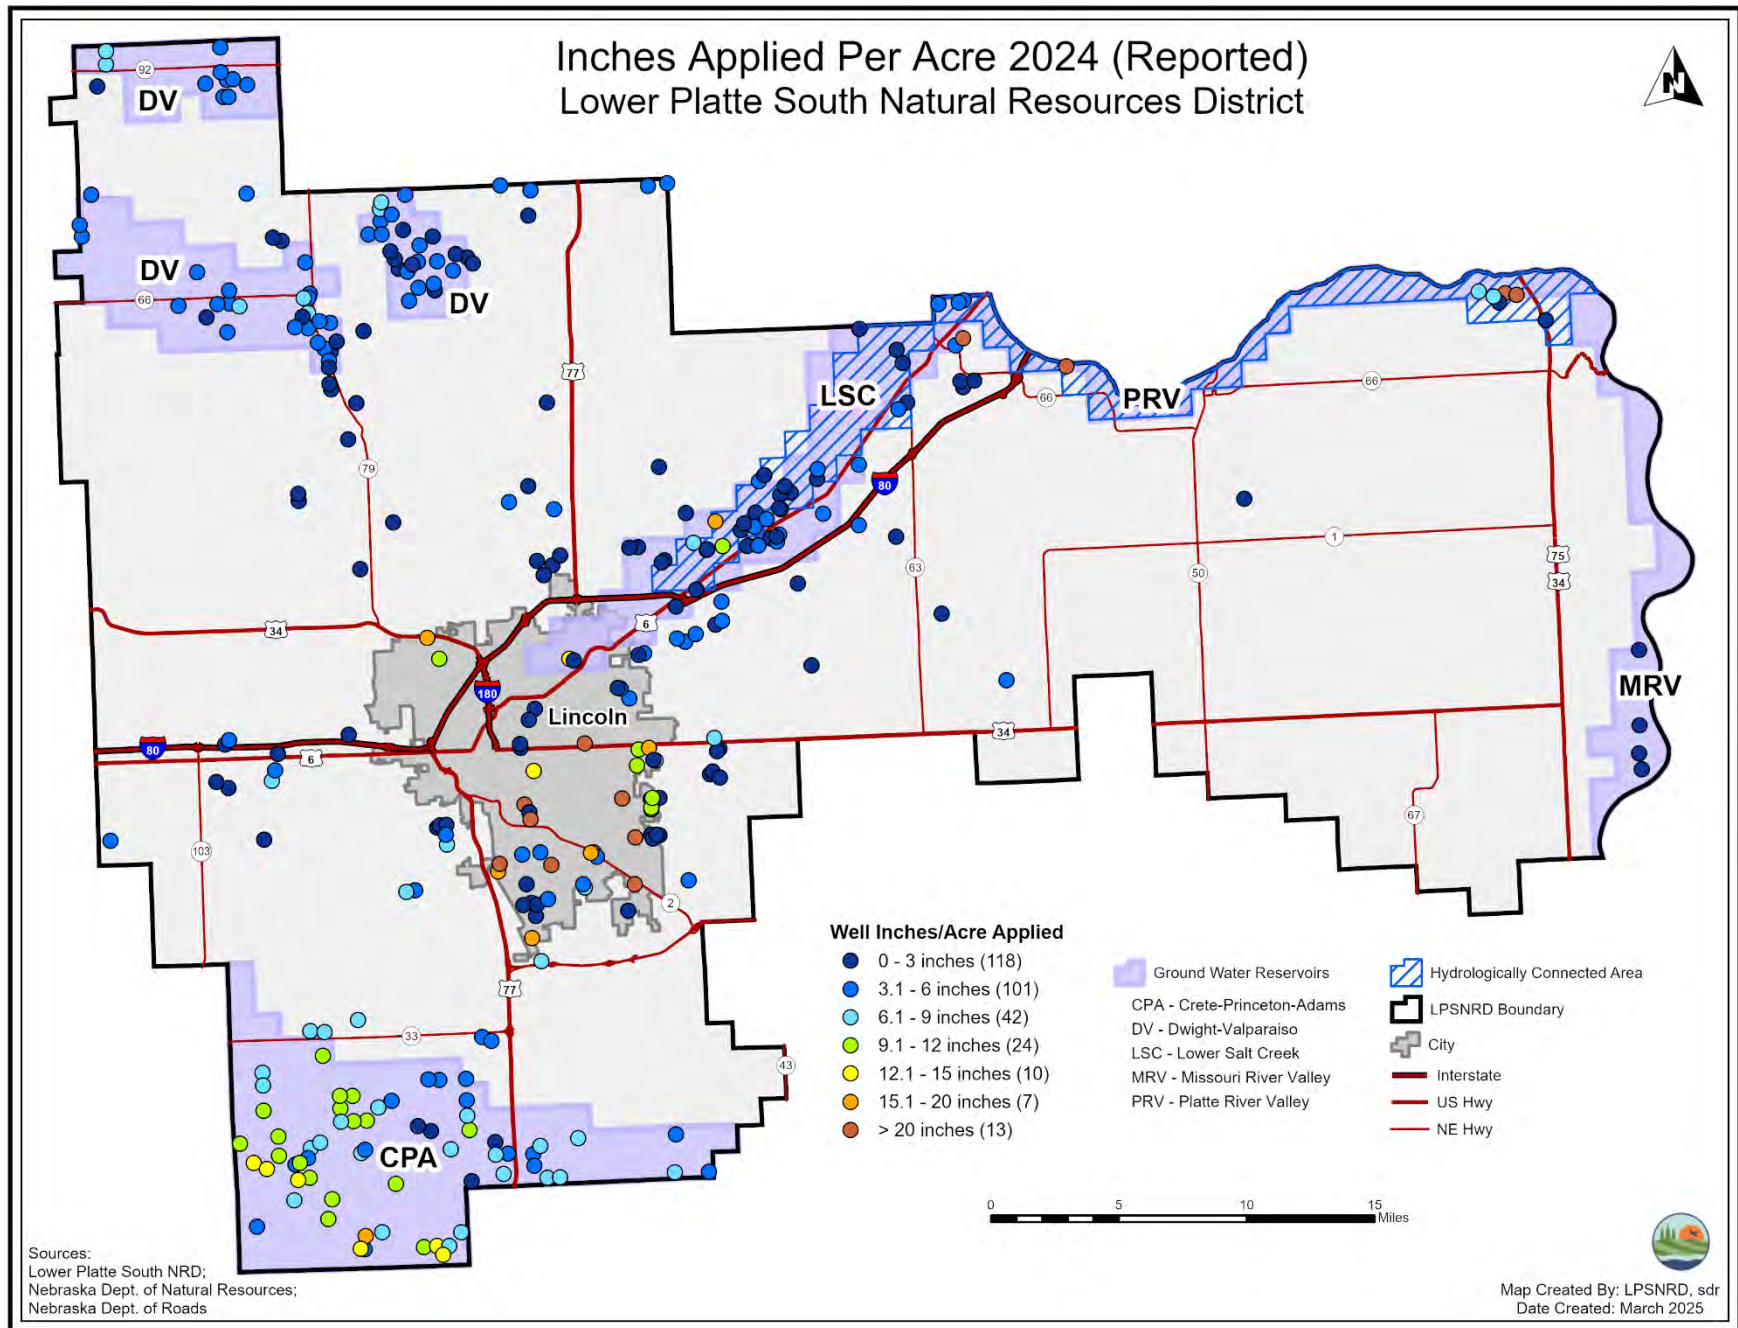 Inches Applied Per Acre 2024 (Reported)
Lower Platte South Natural Resources District
N
92
DV
DV
66
DV
77
79
LSC
66
PRV
66
80
63
1
50
75
34
34
6
180
Lincoln
MRV
80
6
34
103
67
2
77
33
43
CPA
Well Inches/Acre Applied
0 - 3 inches (118)
3.1 - 6 inches (101)
6.1 - 9 inches (42)
9.1 - 12 inches (24)
12.1 - 15 inches (10)
15.1 - 20 inches (7)
> 20 inches (13)
Ground Water Reservoirs
CPA - Crete-Princeton-Adams
DV - Dwight-Valparaiso
LSC - Lower Salt Creek
MRV - Missouri River Valley
PRV - Platte River Valley
Hydrologically Connected Area
LPSNRD Boundary
City
Interstate
US Hwy
NE Hwy
0 5 10 15
Miles
Sources:
Lower Platte South NRD;
Nebraska Dept. of Natural Resources;
Nebraska Dept. of Roads
Map Created By: LPSNRD, sdr
Date Created: March 2025